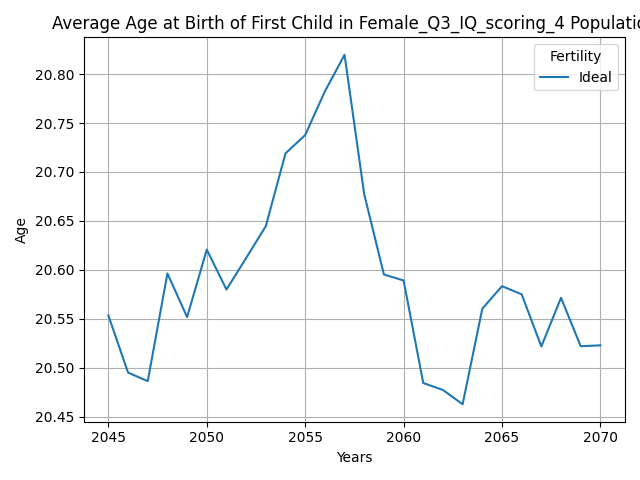 Average Age at Birth of First Child in Female_Q3_IQ_scoring_4 Populatio
Fertility
Ideal
20.80
20.75
20.70
20.65
20.60
20.55
20.50
20.45
Age
2045 2050 2055 2060 2065 2070
Years